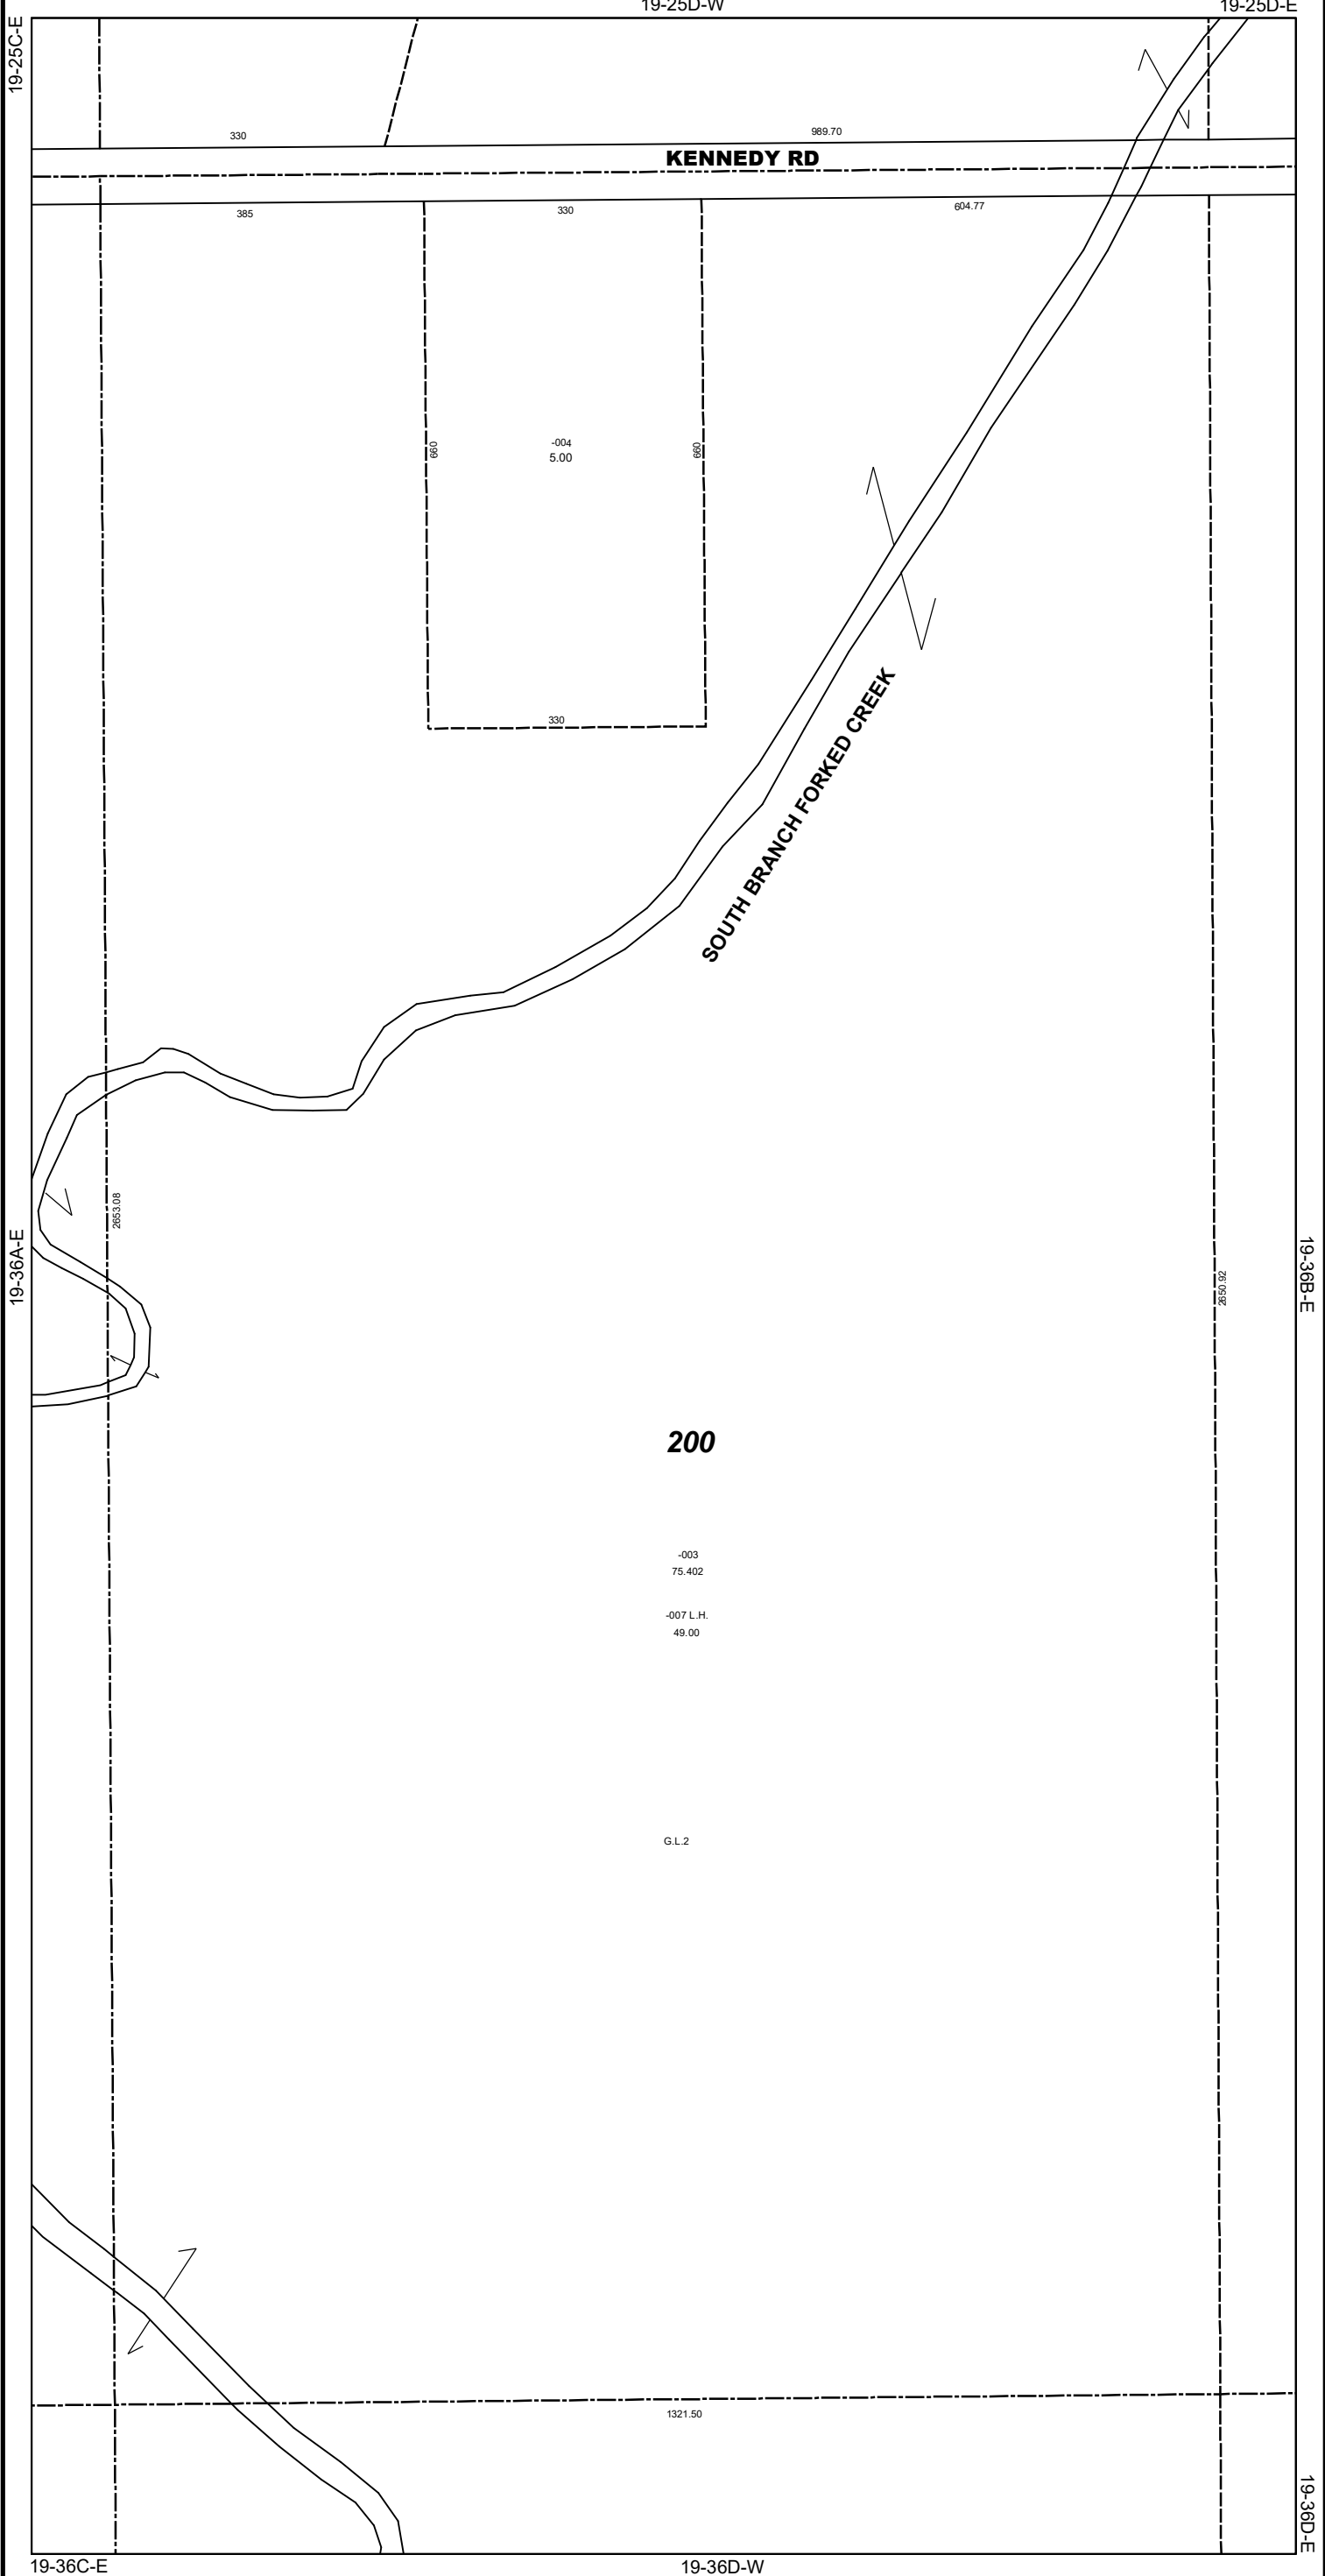 19-25D-W
19-25D-E
19-25C-E
330
989.70
KENNEDY RD
385
330
604.77
660
-004
5.00
660
330
SOUTH BRANCH FORKED CREEK
2653.08
19-36A-E
19-36B-E
2650.92
200
-003
75.402
-007 L.H.
49.00
G.L.2
1321.50
19-36D-E
19-36C-E
19-36D-W